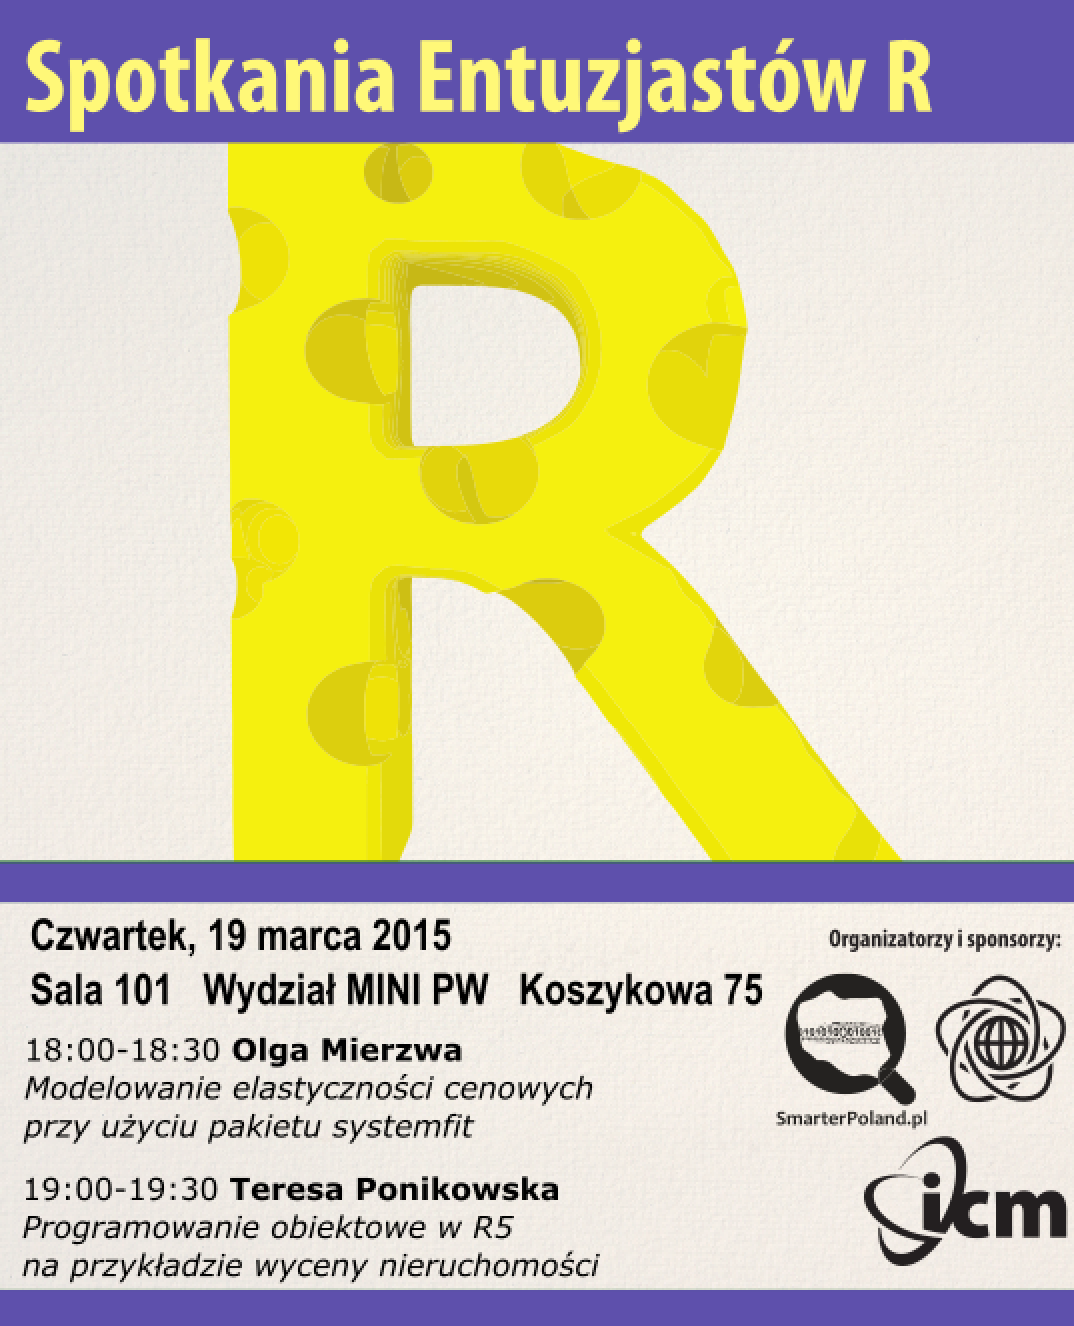 Spotkania Entuzjastów R
R
Czwartek, 19 marca 2015
Sala 101 Wydział MINI PW Koszykowa 75
18:00-18:30 Olga Mierzwa
Modelowanie elastyczności cenowych
przy użyciu pakietu systemfit
19:00-19:30 Teresa Ponikowska
Programowanie obiektowe w R5
na przykładzie wyceny nieruchomości
Organizatorzy i sponsorzy:
SmarterPoland.pl
icm